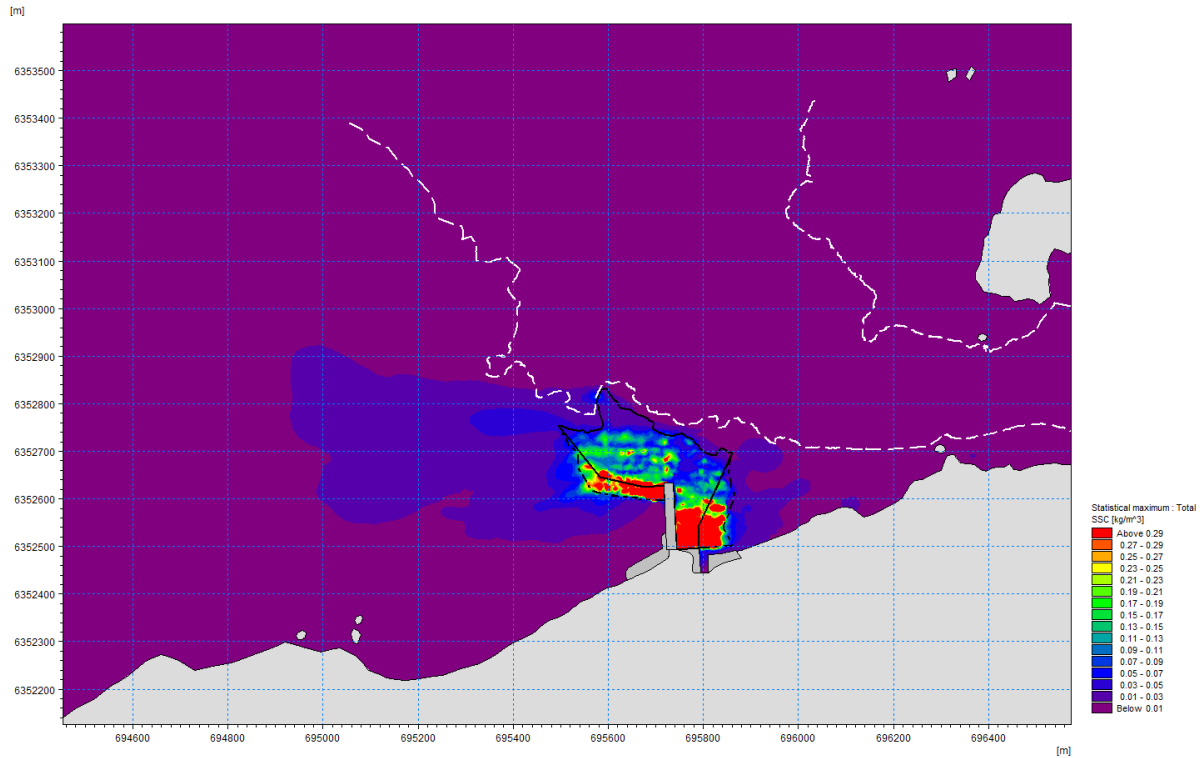 [m]
6353500
6353400
6353300
6353200
6353100
6353000
6352900
6352800
6352700
6352600
6352500
6352400
6352300
6352200
694600 694800 695000 695200 695400 695600 695800 696000 696200 696400
[m]
Statistical maximum : Total
SSC [kg/m^3]
Above 0.29
0.27 - 0.29
0.25 - 0.27
0.23 - 0.25
0.21 - 0.23
0.19 - 0.21
0.17 - 0.19
0.15 - 0.17
0.13 - 0.15
0.11 - 0.13
0.09 - 0.11
0.07 - 0.09
0.05 - 0.07
0.03 - 0.05
0.01 - 0.03
Below 0.01